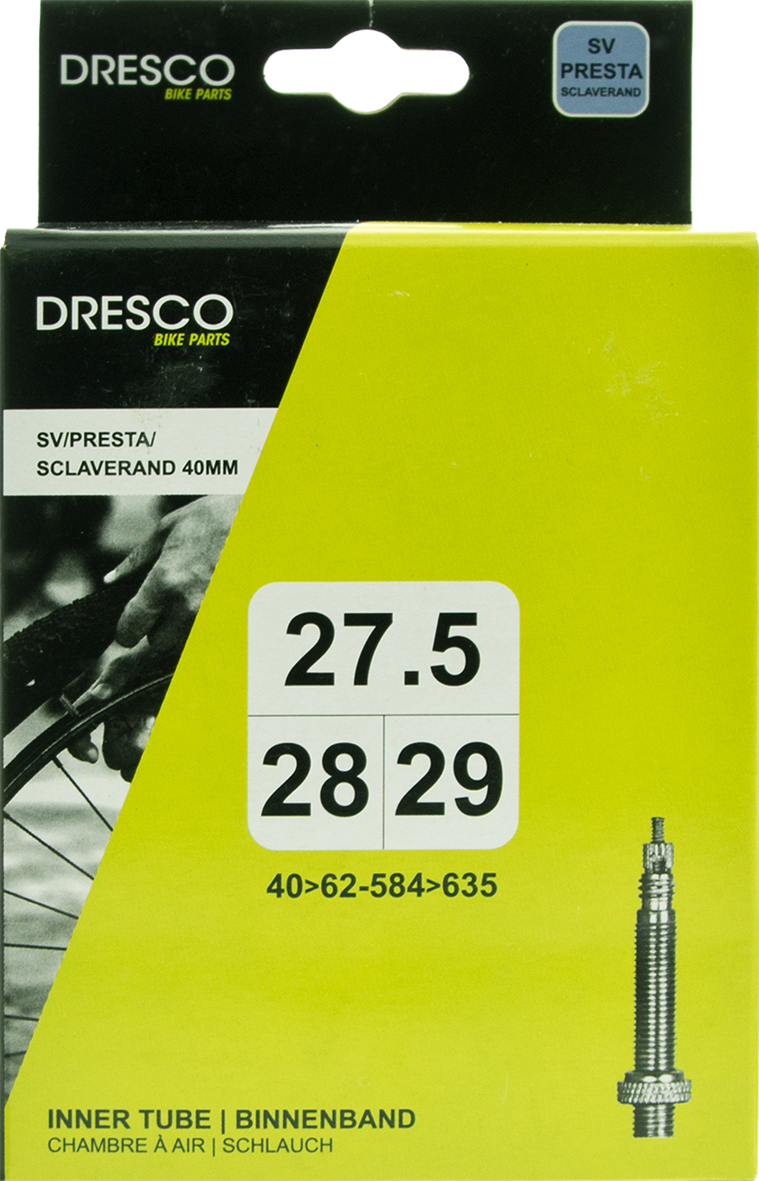 DRESCO
BIKE PARTS
SV
PRESTA
SCLAVERAND
DRESCO
BIKE PARTS
SV/PRESTA/
SCLAVERAND 40MM
27.5
28 29
40>62-584>635
INNER TUBE | BINNENBAND
CHAMBRE À AIR | SCHLAUCH